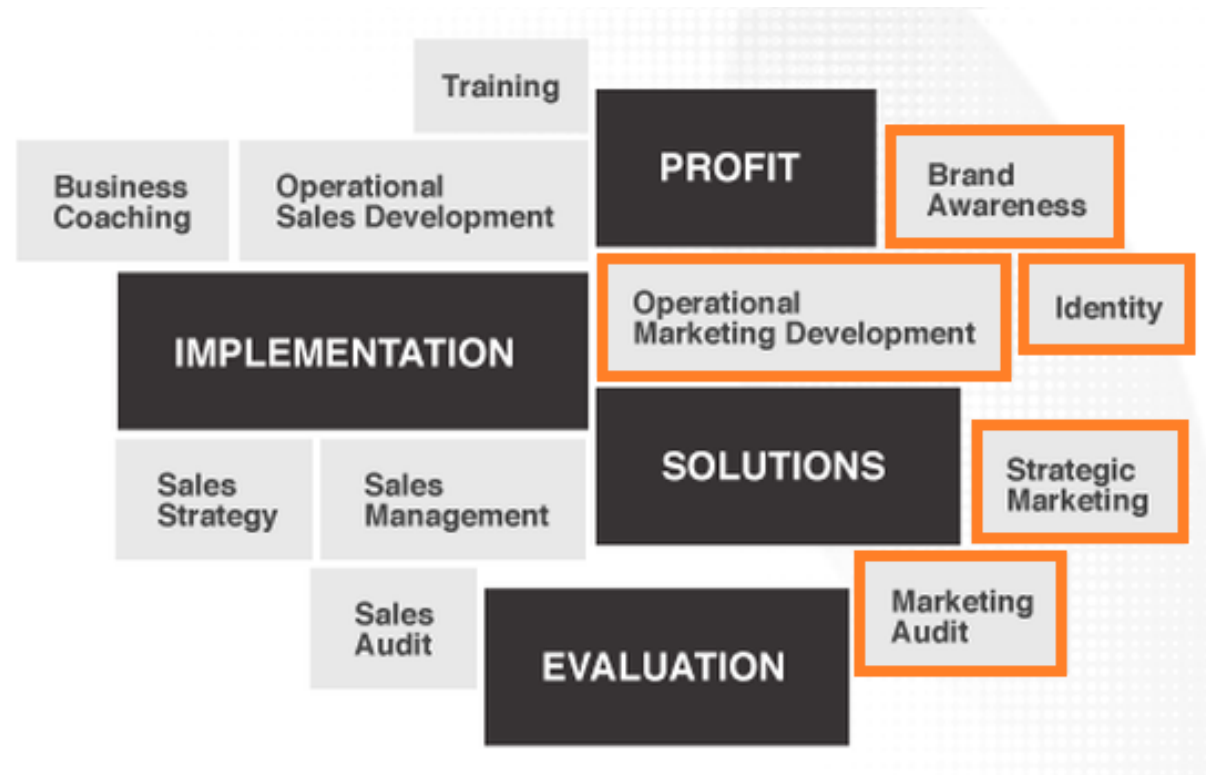 Training
PROFIT
Brand
Awareness
Business
Coaching
Operational
Sales Development
Operational
Marketing Development
Identity
IMPLEMENTATION
SOLUTIONS
Strategic
Marketing
Sales
Strategy
Sales
Management
Marketing
Audit
Sales
Audit
EVALUATION